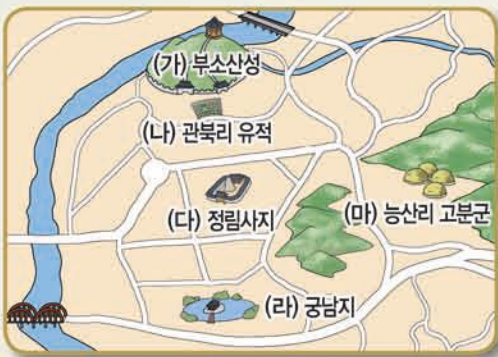 (가) 부소산성
(나) 관북리 유적
(다) 정림사지
(마) 능산리 고분군
(라) 궁남지